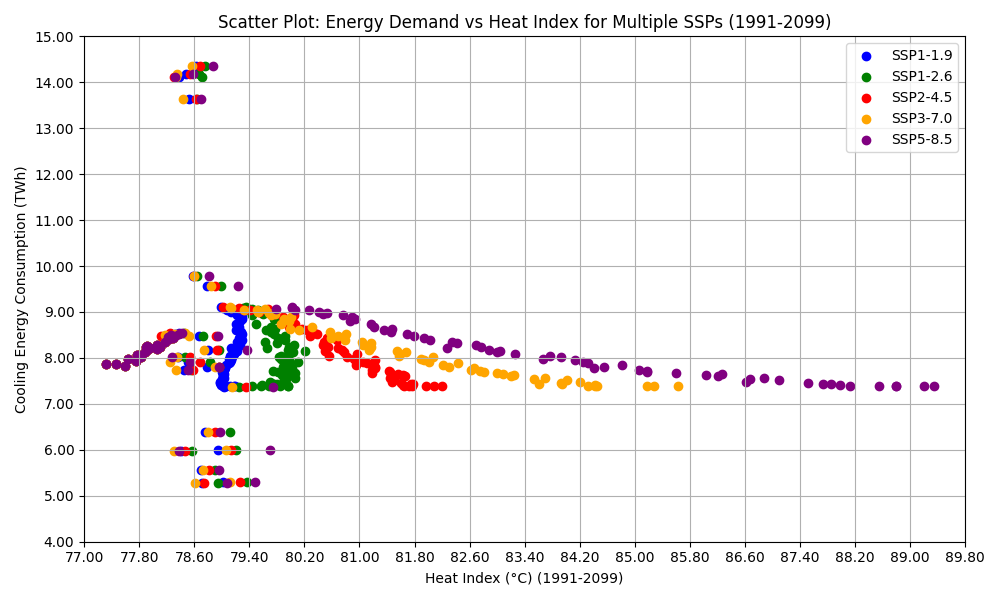 Scatter Plot: Energy Demand vs Heat Index for Multiple SSPs (1991-2099)
15.00
14.00
13.00
12.00
11.00
10.00
9.00
8.00
7.00
6.00
5.00
4.00
Cooling Energy Consumption (TWh)
SSP1-1.9
SSP1-2.6
SSP2-4.5
SSP3-7.0
SSP5-8.5
77.00 77.80 78.60 79.40 80.20 81.00 81.80 82.60 83.40 84.20 85.00 85.80 86.60 87.40 88.20 89.00 89.80
Heat Index (°C) (1991-2099)